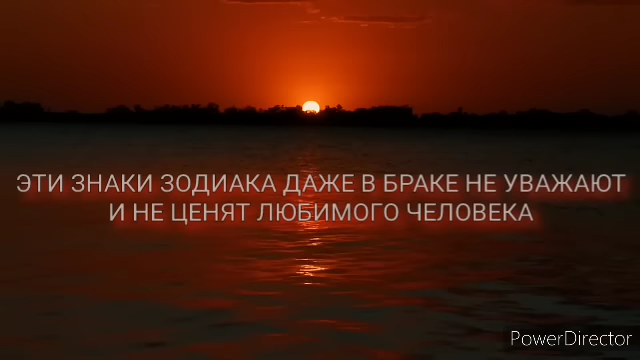 ЭТИ ЗНАКИ ЗОДИАКА ДАЖЕ В БРАКЕ НЕ УВАЖАЮТ
И НЕ ЦЕНЯТ ЛЮБИМОГО ЧЕЛОВЕКА
PowerDirector